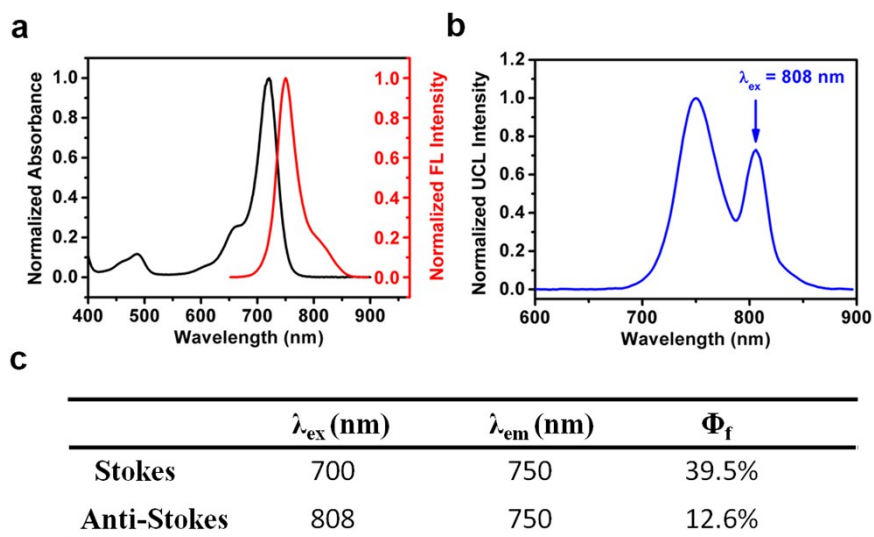 a
Normalized Absorbance
1.0
0.8
0.6
0.4
0.2
0.0
400 500 600 700 800 900
Wavelength (nm)
1.0
0.8
0.6
0.4
0.2
0.0
Normalized FL Intensity
b
Normalized UCL Intensity
1.2
1.0
0.8
0.6
0.4
0.2
0.0
λex = 808 nm
600 700 800 900
Wavelength (nm)
c
λex (nm) λem (nm) Φf
Stokes 700 750 39.5%
Anti-Stokes 808 750 12.6%